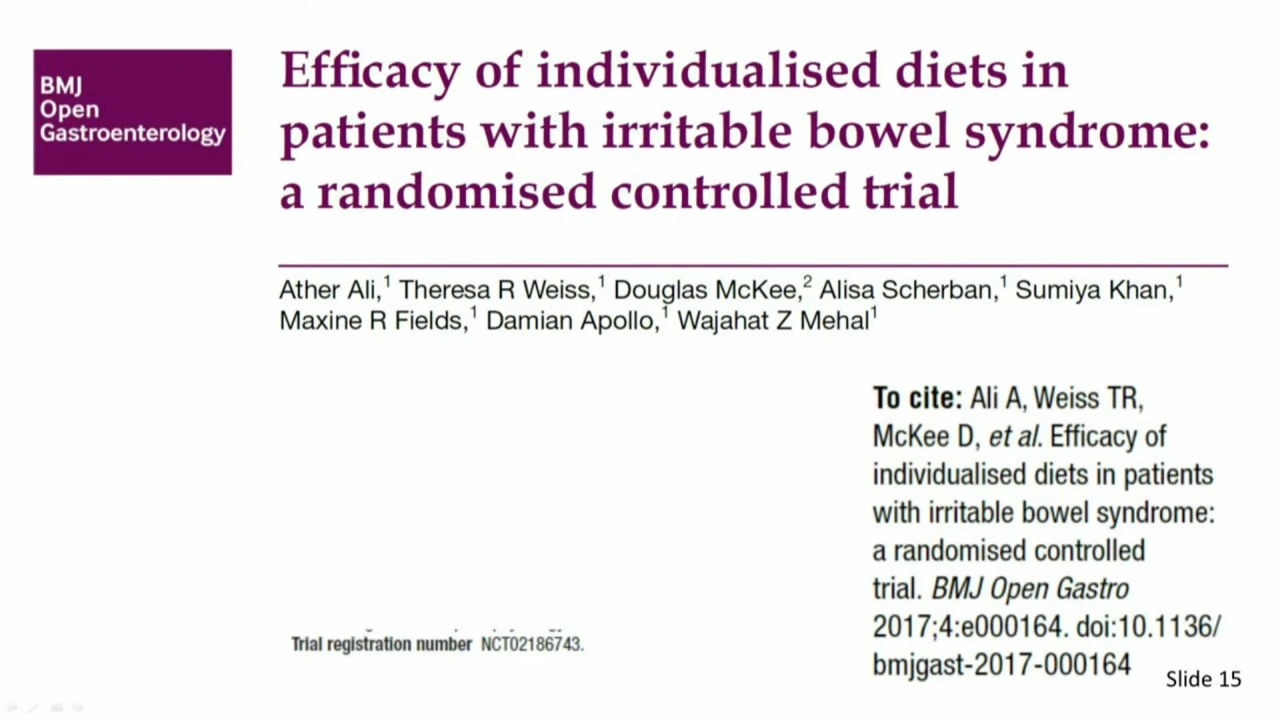 BMJ
Open
Gastroenterology
Efficacy of individualised diets in
patients with irritable bowel syndrome:
a randomised controlled trial
Ather Ali,1 Theresa R Weiss,1 Douglas McKee,2 Alisa Scherban,1 Sumiya Khan,1
Maxine R Fields,1 Damian Apollo,1 Wajahat Z Mehal1
To cite: Ali A, Weiss TR,
McKee D, et al. Efficacy of
individualised diets in patients
with irritable bowel syndrome:
a randomised controlled
trial. BMJ Open Gastro
2017;4:e000164. doi:10.1136/
bmjgast-2017-000164
Trial registration number NCT02186743.
Slide 15